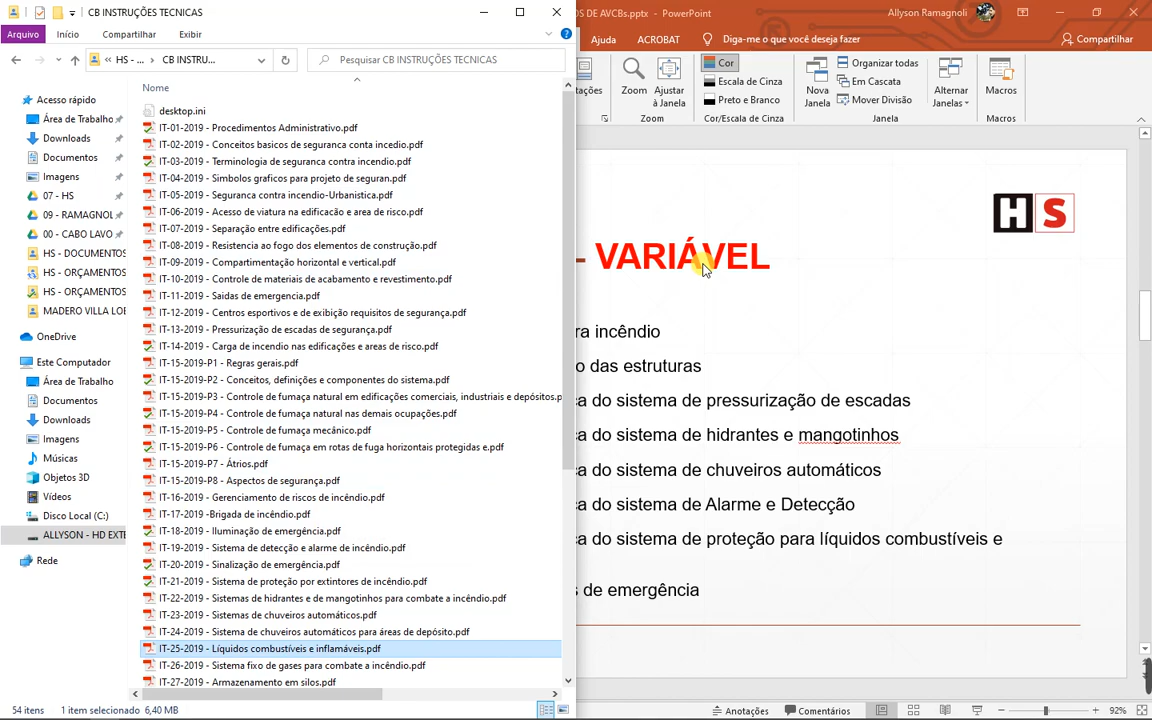 CB INSTRUÇÕES TECNICAS
Arquivo Início Compartilhar Exibir
HS - ... CB INSTRU...
Pesquisar CB INSTRUÇÕES TECNICAS
Nome
Acesso rápido
Área de Trabalho
Downloads
Documentos
Imagens
07 - HS
09 - RAMAGNOL
00 - CABO LAVO
HS - DOCUMENTOS
HS - ORÇAMENTOS
HS - ORÇAMENTOS
MADERO VILLA LOB
OneDrive
Este Computador
Área de Trabalho
Documentos
Downloads
Imagens
Músicas
Objetos 3D
Vídeos
Disco Local (C:)
ALLYSON - HD EXTE
Rede
desktop.ini
IT-01-2019 - Procedimentos Administrativo.pdf
IT-02-2019 - Conceitos basicos de seguranca conta incedio.pdf
IT-03-2019 - Terminologia de seguranca contra incendio.pdf
IT-04-2019 - Simbolos graficos para projeto de seguran.pdf
IT-05-2019 - Seguranca contra incendio-Urbanistica.pdf
IT-06-2019 - Acesso de viatura na edificacão e area de risco.pdf
IT-07-2019 - Separação entre edificações.pdf
IT-08-2019 - Resistencia ao fogo dos elementos de construção.pdf
IT-09-2019 - Compartimentação horizontal e vertical.pdf
IT-10-2019 - Controle de materiais de acabamento e revestimento.pdf
IT-11-2019 - Saidas de emergencia.pdf
IT-12-2019 - Centros esportivos e de exibição requisitos de segurança.pdf
IT-13-2019 - Pressurização de escadas de segurança.pdf
IT-14-2019 - Carga de incendio nas edificações e areas de risco.pdf
IT-15-2019-P1 - Regras gerais.pdf
IT-15-2019-P2 - Conceitos, definições e componentes do sistema.pdf
IT-15-2019-P3 - Controle de fumaça natural em edificações comerciais, industriais e depósitos.p
IT-15-2019-P4 - Controle de fumaça natural nas demais ocupações.pdf
IT-15-2019-P5 - Controle de fumaça mecânico.pdf
IT-15-2019-P6 - Controle de fumaça em rotas de fuga horizontais protegidas e.pdf
IT-15-2019-P7 - Átrios.pdf
IT-15-2019-P8 - Aspectos de segurança.pdf
IT-16-2019 - Gerenciamento de riscos de incêndio.pdf
IT-17-2019 -Brigada de incêndio.pdf
IT-18-2019 - Iluminação de emergência.pdf
IT-19-2019 - Sistema de detecção e alarme de incêndio.pdf
IT-20-2019 - Sinalização de emergência.pdf
IT-21-2019 - Sistema de proteção por extintores de incêndio.pdf
IT-22-2019 - Sistemas de hidrantes e de mangotinhos para combate a incêndio.pdf
IT-23-2019 - Sistemas de chuveiros automáticos.pdf
IT-24-2019 - Sistema de chuveiros automáticos para áreas de depósito.pdf
IT-25-2019 - Líquidos combustíveis e inflamáveis.pdf
IT-26-2019 - Sistema fixo de gases para combate a incêndio.pdf
IT-27-2019 - Armazenamento em silos.pdf
54 itens 1 item selecionado 6,40 MB
OS DE AVCBs.pptx - PowerPoint Allyson Ramagnoli
Ajuda ACROBAT Diga-me o que você deseja fazer Compartilhar
tações
Zoom
Ajustar
à Janela
Zoom
Cor
Escala de Cinza
Preto e Branco
Cor/Escala de Cinza
Nova
Janela
Organizar todas
Em Cascata
Mover Divisão
Janela
Alternar
Janelas
Macros
Macros
HS
- VARIÁVEL
ra incêndio
o das estruturas
ca do sistema de pressurização de escadas
ca do sistema de hidrantes e mangotinhos
ca do sistema de chuveiros automáticos
ca do sistema de Alarme e Detecção
ca do sistema de proteção para líquidos combustíveis e
s de emergência
Anotações Comentários 92%